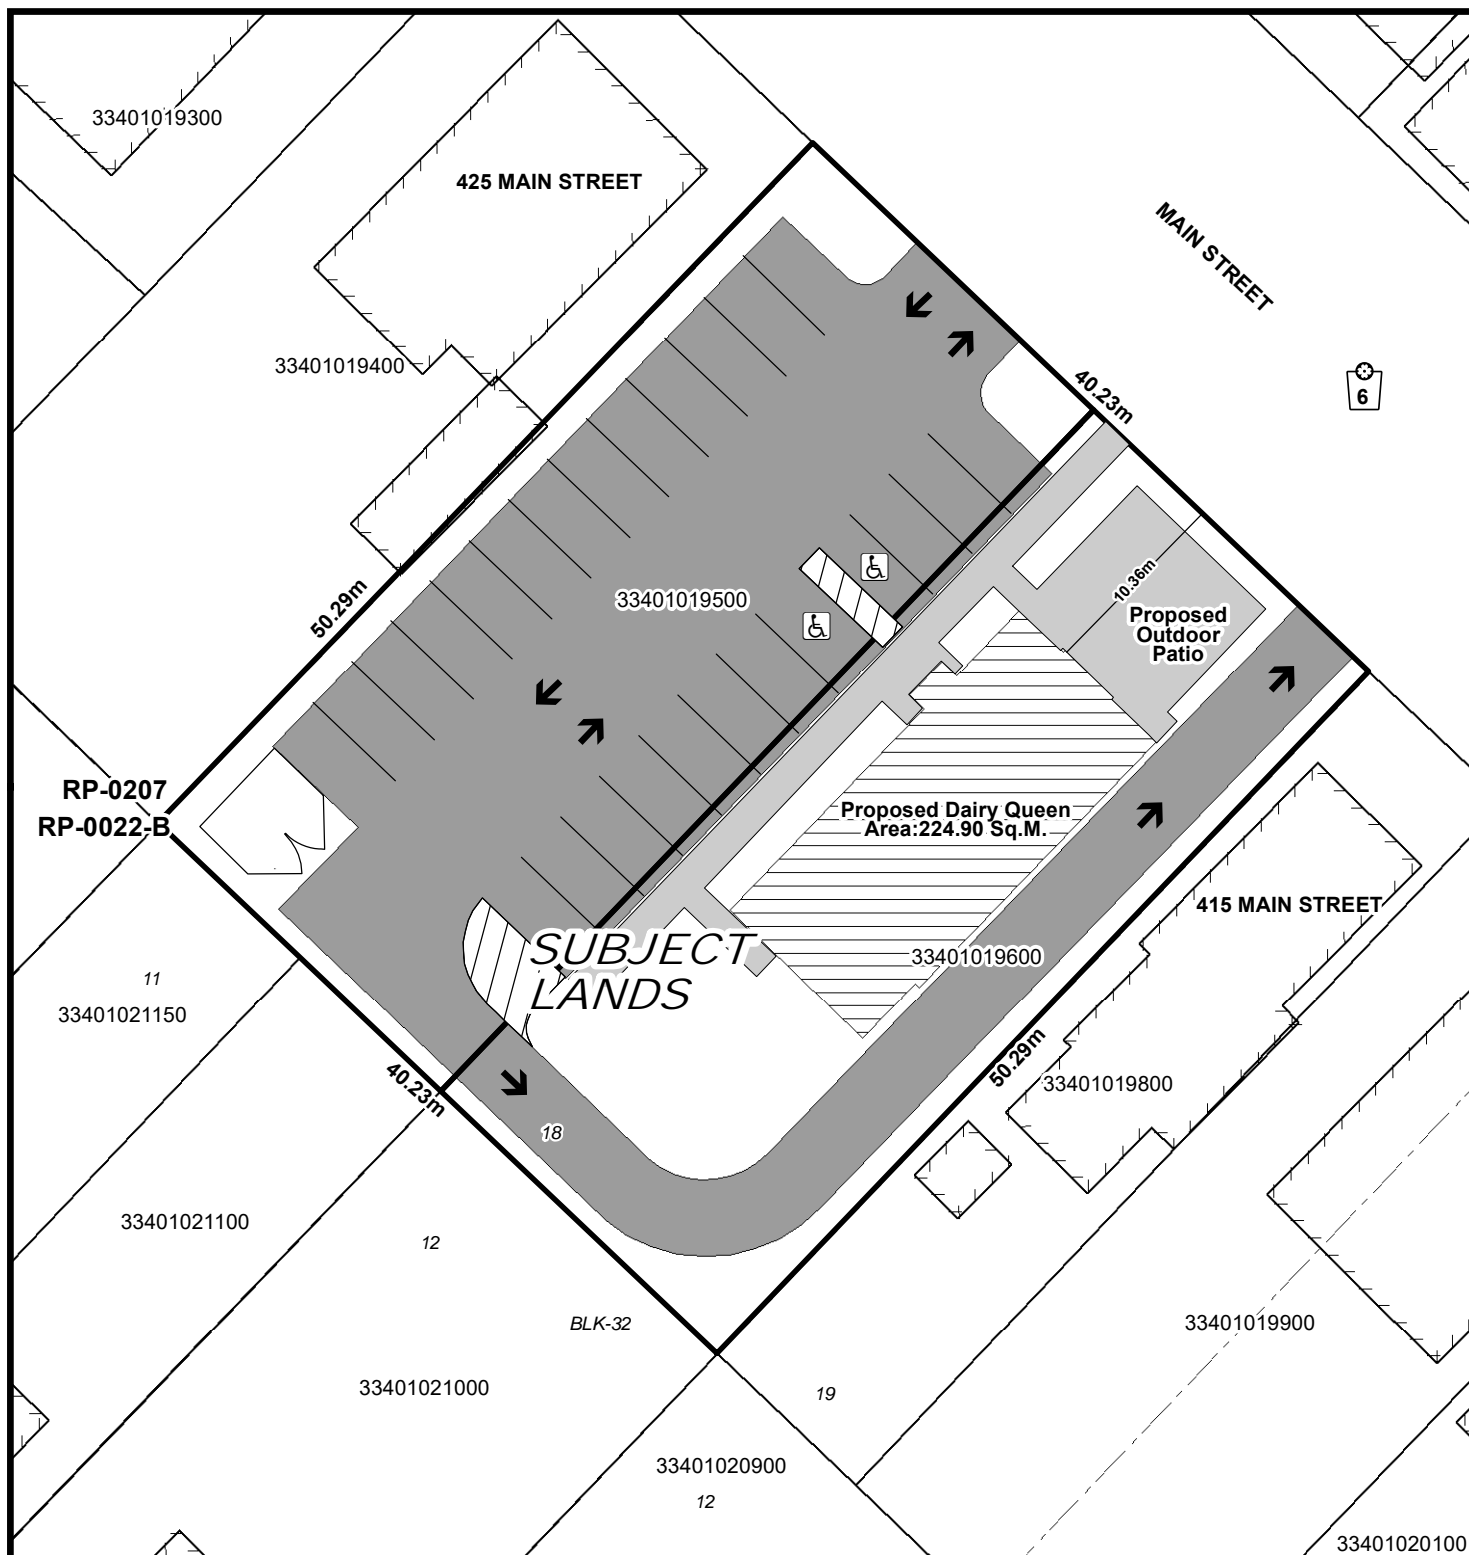 33401019300
425 MAIN STREET
MAIN STREET
33401019400
40.23m
6
50.29m
33401019500
10.36m
Proposed
Outdoor
Patio
RP-0207
RP-0022-B
Proposed Dairy Queen
Area:224.90 Sq.M.
415 MAIN STREET
SUBJECT
LANDS
33401019600
11
33401021150
40.23m
50.29m
33401019800
18
33401021100
12
BLK-32
33401019900
33401021000
19
33401020900
12
33401020100